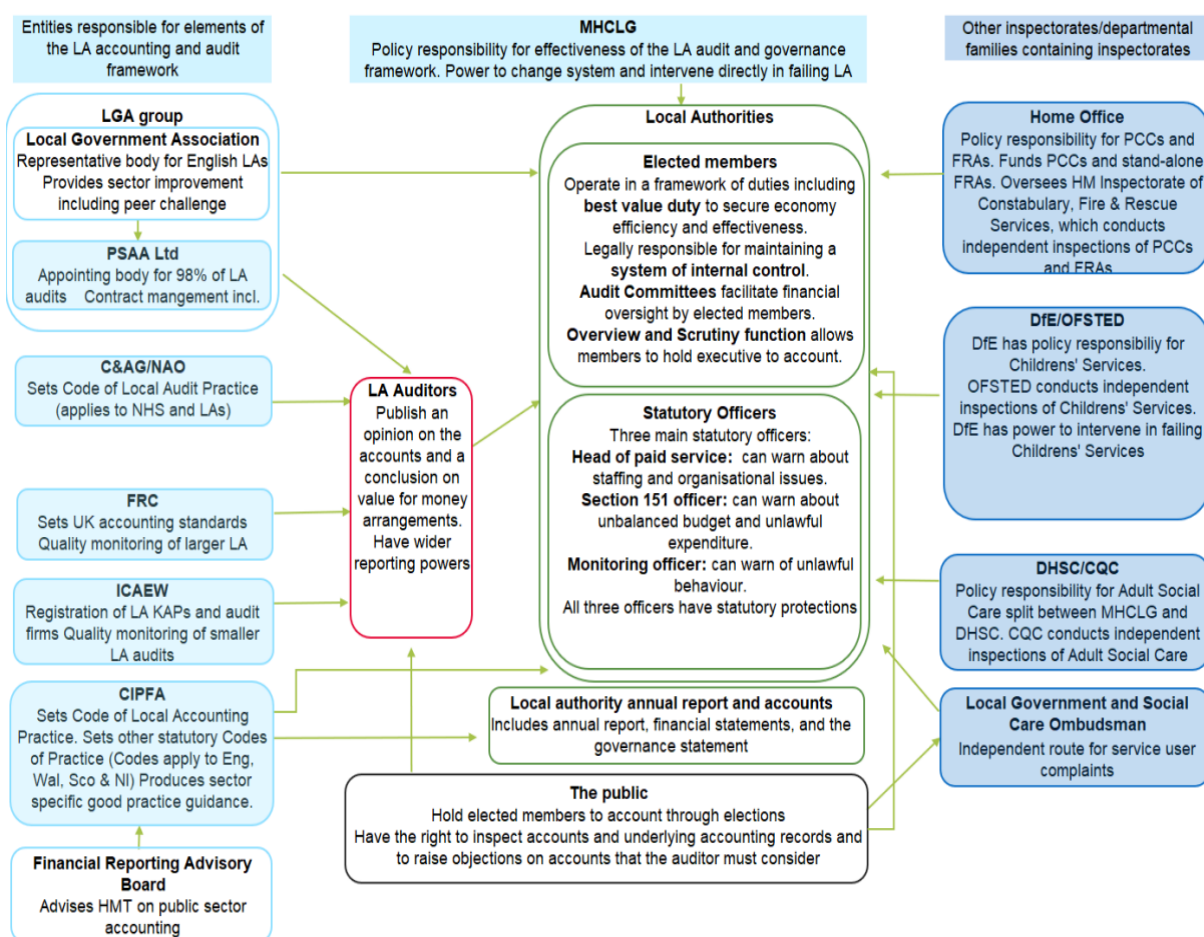 Entities responsible for elements of
the LA accounting and audit
framework
MHCLG
Policy responsibility for effectiveness of the LA audit and governance
framework. Power to change system and intervene directly in failing LA
Other inspectorates/departmental
families containing inspectorates
LGA group
Local Government Association
Representative body for English LAs
Provides sector improvement
including peer challenge
PSAA Ltd
Appointing body for 98% of LA
audits Contract mangement incl.
C&AG/NAO
Sets Code of Local Audit Practice
(applies to NHS and LAs)
FRC
Sets UK accounting standards
Quality monitoring of larger LA
ICAEW
Registration of LA KAPs and audit
firms Quality monitoring of smaller
LA audits
CIPFA
Sets Code of Local Accounting
Practice. Sets other statutory Codes
of Practice (Codes apply to Eng,
Wal, Sco & NI) Produces sector
specific good practice guidance.
Financial Reporting Advisory
Board
Advises HMT on public sector
accounting
LA Auditors
Publish an
opinion on the
accounts and a
conclusion on
value for money
arrangements.
Have wider
reporting powers
Local Authorities
Elected members
Operate in a framework of duties including
best value duty to secure economy
efficiency and effectiveness.
Legally responsible for maintaining a
system of internal control.
Audit Committees facilitate financial
oversight by elected members.
Overview and Scrutiny function allows
members to hold executive to account.
Statutory Officers
Three main statutory officers:
Head of paid service: can warn about
staffing and organisational issues.
Section 151 officer: can warn about
unbalanced budget and unlawful
expenditure.
Monitoring officer: can warn of unlawful
behaviour.
All three officers have statutory protections
Local authority annual report and accounts
Includes annual report, financial statements, and the
governance statement
The public
Hold elected members to account through elections
Have the right to inspect accounts and underlying accounting records and
to raise objections on accounts that the auditor must consider
Home Office
Policy responsibility for PCCs and
FRAs. Funds PCCs and stand-alone
FRAs. Oversees HM Inspectorate of
Constabulary, Fire & Rescue
Services, which conducts
independent inspections of PCCs
and FRAs
DfE/OFSTED
DfE has policy responsibiliy for
Childrens' Services.
OFSTED conducts independent
inspections of Childrens' Services.
DfE has power to intervene in failing
Childrens' Services
DHSC/CQC
Policy responsibility for Adult Social
Care split between MHCLG and
DHSC. CQC conducts independent
inspections of Adult Social Care
Local Government and Social
Care Ombudsman
Independent route for service user
complaints